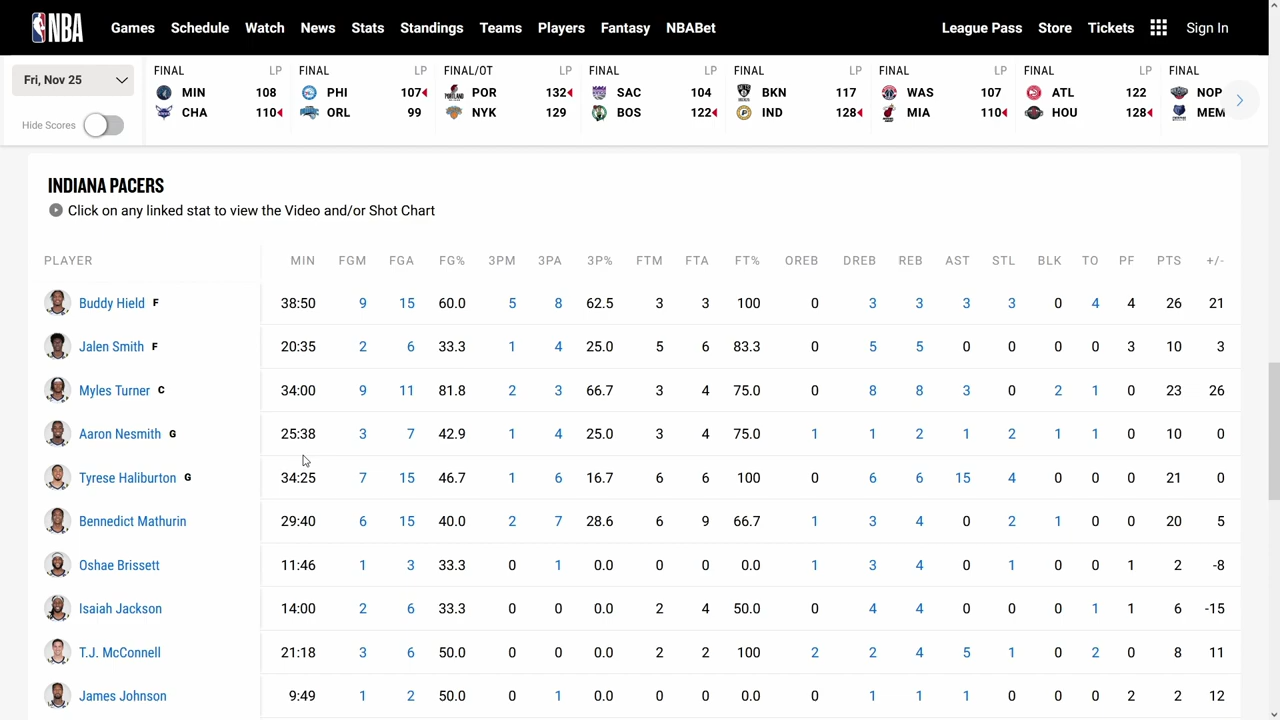 NBA Games Schedule Watch News Stats Standings Teams Players Fantasy NBABet League Pass Store Tickets Sign In
Fri, Nov 25
Hide Scores
FINAL LP
MIN 108
CHA 110
FINAL LP
PHI 107
ORL 99
FINAL/OT LP
POR 132
NYK 129
FINAL LP
SAC 104
BOS 122
FINAL LP
BKN 117
IND 128
FINAL LP
WAS 107
MIA 110
FINAL LP
ATL 122
HOU 128
FINAL
NOP
MEM
INDIANA PACERS
Click on any linked stat to view the Video and/or Shot Chart
PLAYER MIN FGM FGA FG% 3PM 3PA 3P% FTM FTA FT% OREB DREB REB AST STL BLK TO PF PTS +/-
Buddy Hield F 38:50 9 15 60.0 5 8 62.5 3 3 100 0 3 3 3 3 0 4 4 26 21
Jalen Smith F 20:35 2 6 33.3 1 4 25.0 5 6 83.3 0 5 5 0 0 0 0 3 10 3
Myles Turner C 34:00 9 11 81.8 2 3 66.7 3 4 75.0 0 8 8 3 0 2 1 0 23 26
Aaron Nesmith G 25:38 3 7 42.9 1 4 25.0 3 4 75.0 1 1 2 1 2 1 1 0 10 0
Tyrese Haliburton G 34:25 7 15 46.7 1 6 16.7 6 6 100 0 6 6 15 4 0 0 0 21 0
Bennedict Mathurin 29:40 6 15 40.0 2 7 28.6 6 9 66.7 1 3 4 0 2 1 0 0 20 5
Oshae Brissett 11:46 1 3 33.3 0 1 0.0 0 0 0.0 1 3 4 0 1 0 0 1 2 -8
Isaiah Jackson 14:00 2 6 33.3 0 0 0.0 2 4 50.0 0 4 4 0 0 0 1 1 6 -15
T.J. McConnell 21:18 3 6 50.0 0 0 0.0 2 2 100 2 2 4 5 1 0 2 0 8 11
James Johnson 9:49 1 2 50.0 0 1 0.0 0 0 0.0 0 1 1 1 0 0 0 2 2 12